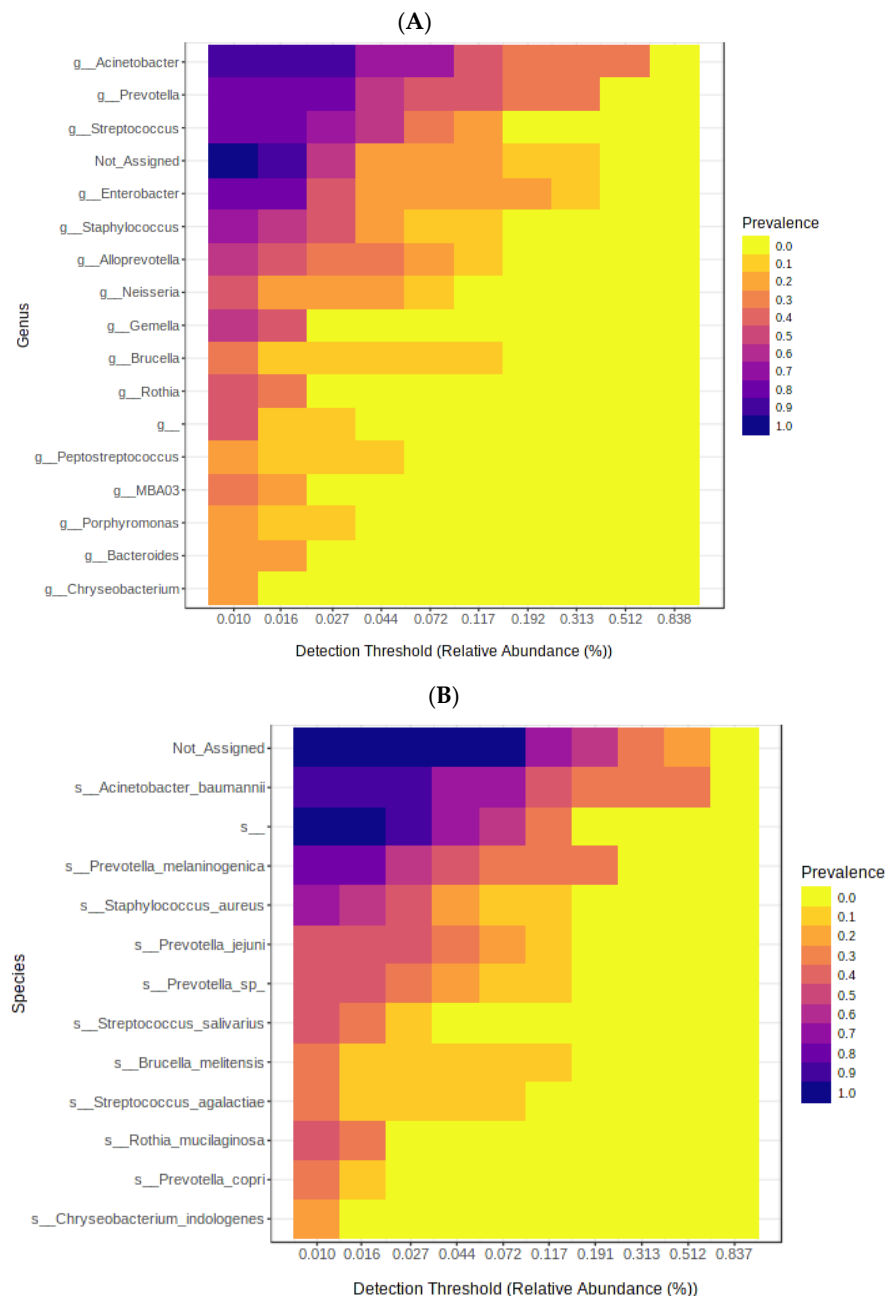 (A)
g__Acinetobacter
g__Prevotella
g__Streptococcus
Not_Assigned
g__Enterobacter
g__Staphylococcus
g__Alloprevotella
g__Neisseria
g__Gemella
g__Brucella
g__Rothia
g__
g__Peptostreptococcus
g__MBA03
g__Porphyromonas
g__Bacteroides
g__Chryseobacterium
Genus
0.010 0.016 0.027 0.044 0.072 0.117 0.192 0.313 0.512 0.838
Detection Threshold (Relative Abundance (%))
Prevalence
0.0
0.1
0.2
0.3
0.4
0.5
0.6
0.7
0.8
0.9
1.0
(B)
Not_Assigned
s__Acinetobacter_baumannii
s__
s__Prevotella_melaninogenica
s__Staphylococcus_aureus
s__Prevotella_jejuni
s__Prevotella_sp_
s__Streptococcus_salivarius
s__Brucella_melitensis
s__Streptococcus_agalactiae
s__Rothia_mucilaginosa
s__Prevotella_copri
s__Chryseobacterium_indologenes
Species
0.010 0.016 0.027 0.044 0.072 0.117 0.191 0.313 0.512 0.837
Detection Threshold (Relative Abundance (%))
Prevalence
0.0
0.1
0.2
0.3
0.4
0.5
0.6
0.7
0.8
0.9
1.0